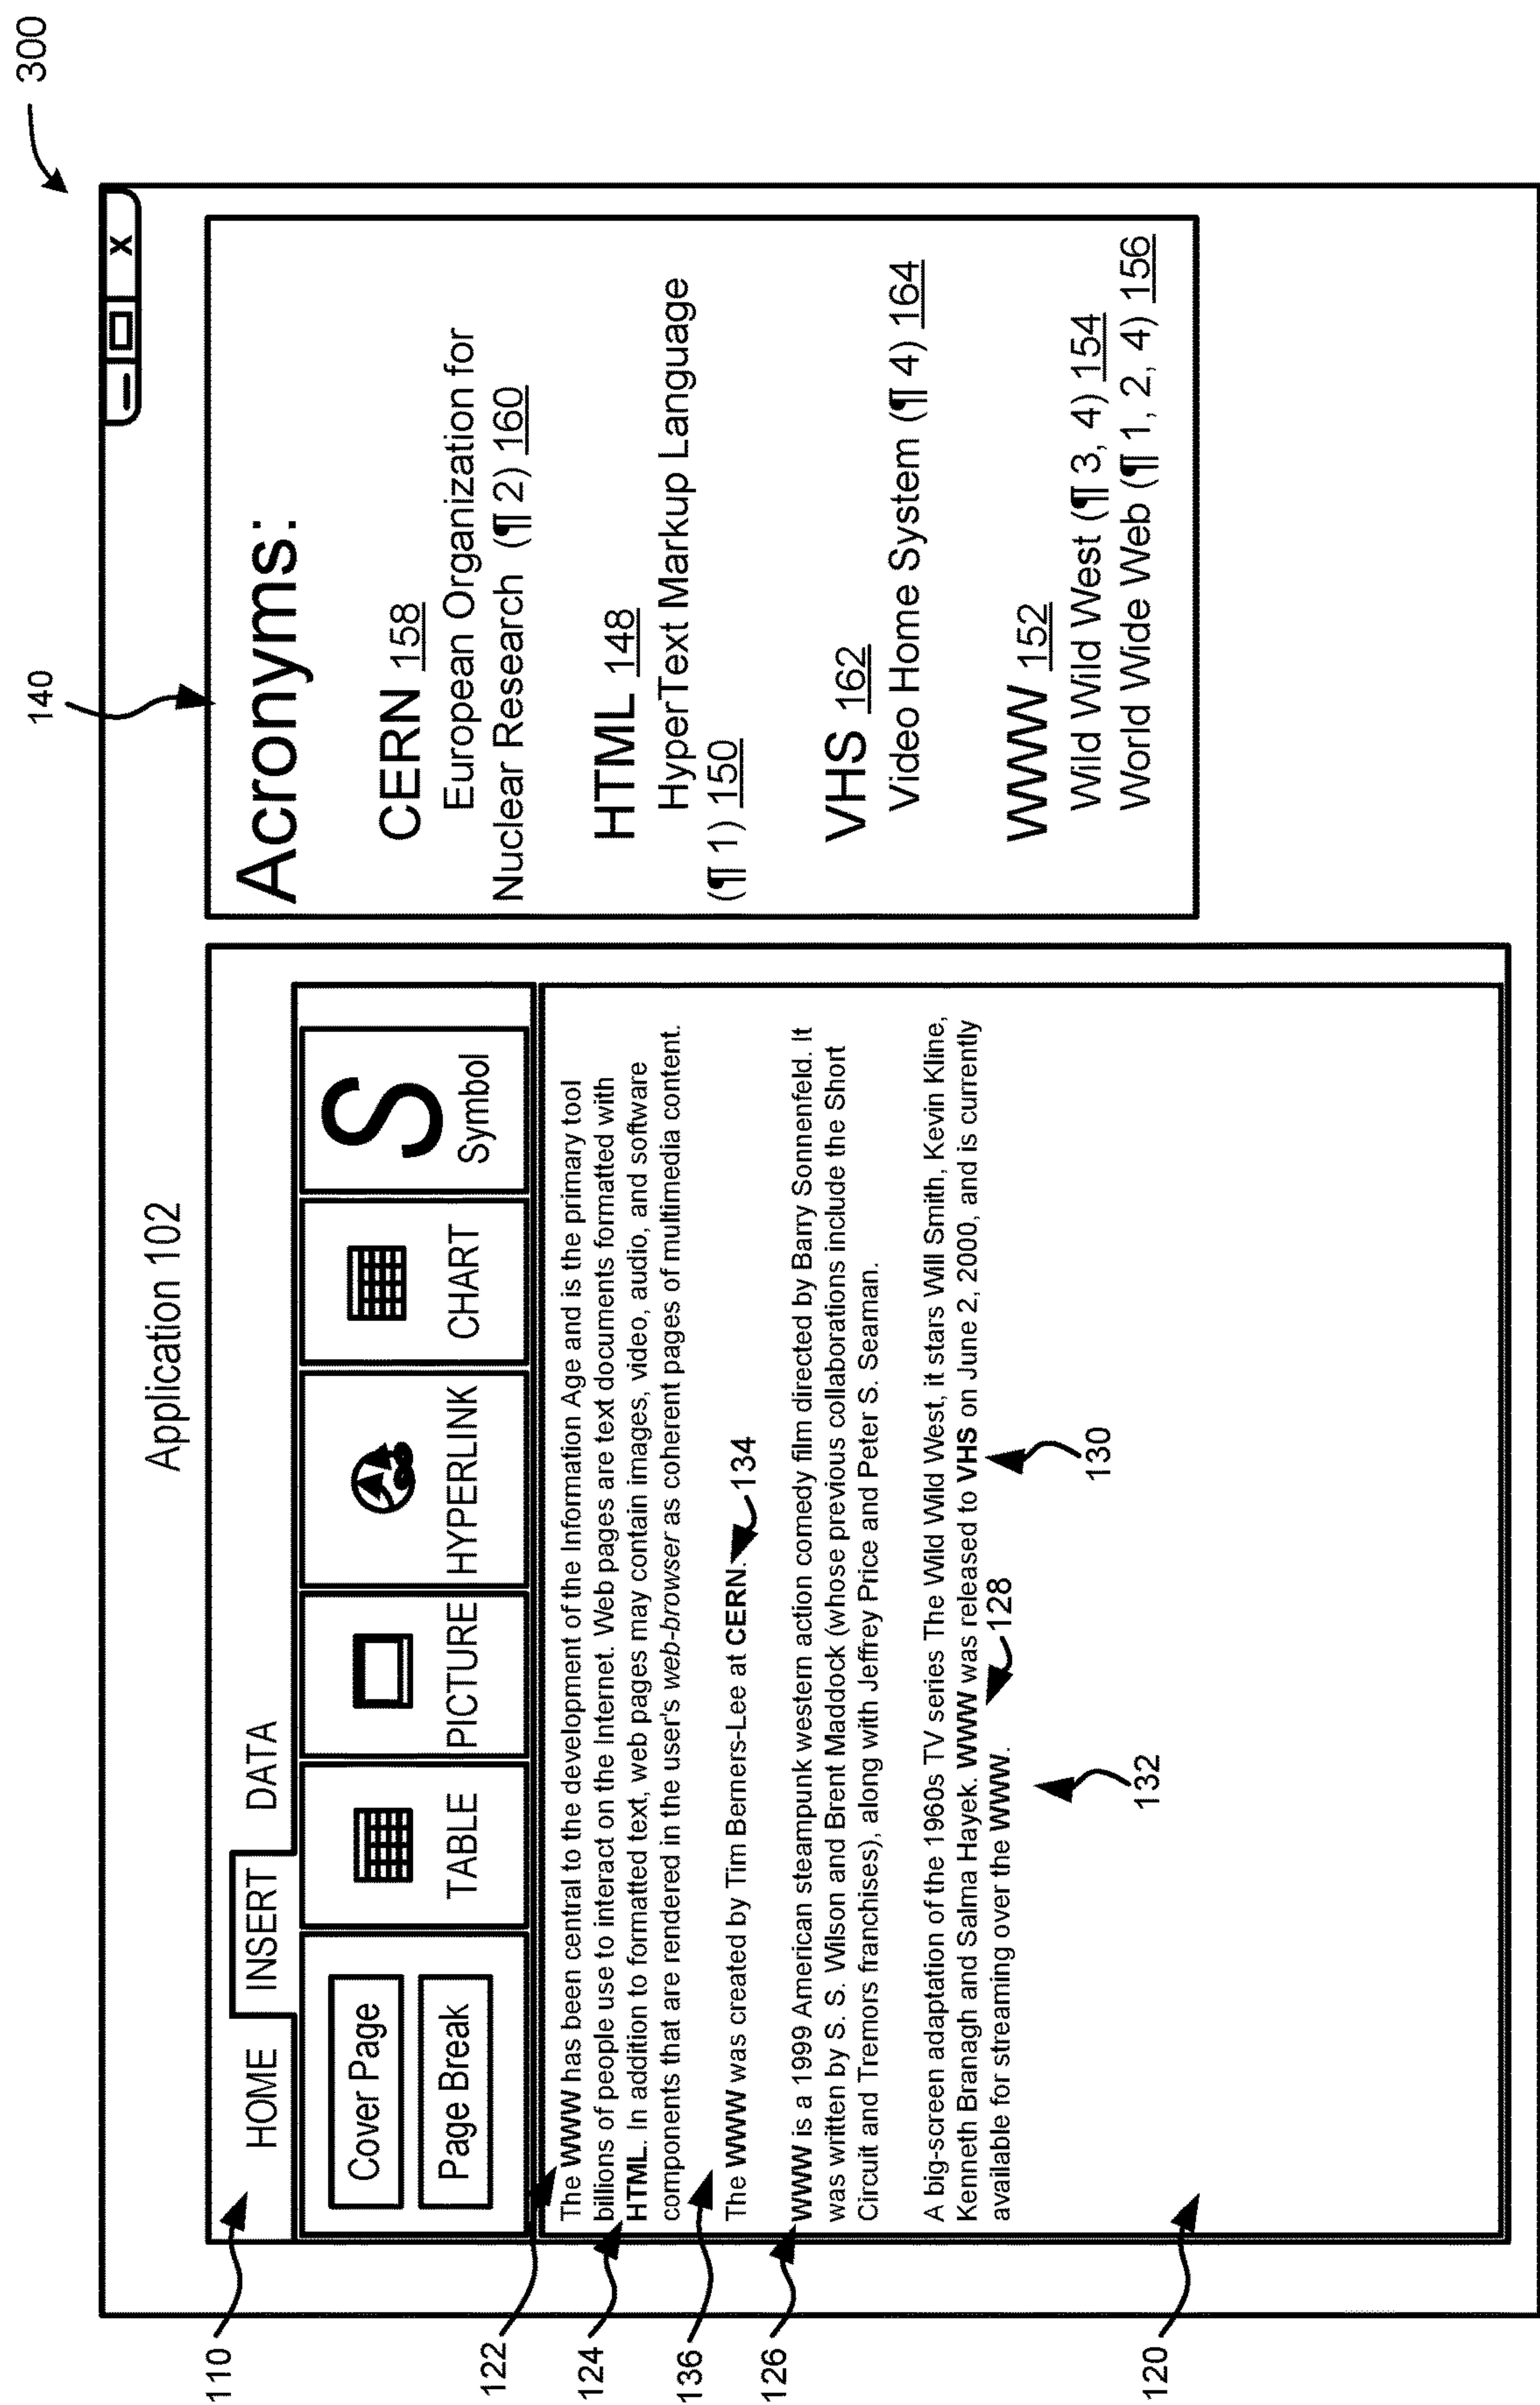 300
140
Application 102
110
HOME INSERT DATA
Cover Page
Page Break
TABLE
PICTURE
HYPERLINK
CHART
S
Symbol
X
122
The WWW has been central to the development of the Information Age and is the primary tool
billions of people use to interact on the Internet. Web pages are text documents formatted with
124
HTML. In addition to formatted text, web pages may contain images, video, audio, and software
components that are rendered in the user's web-browser as coherent pages of multimedia content.
136
The WWW was created by Tim Berners-Lee at CERN.
134
126
WWW is a 1999 American steampunk western action comedy film directed by Barry Sonnenfeld. It
was written by S. S. Wilson and Brent Maddock (whose previous collaborations include the Short
Circuit and Tremors franchises), along with Jeffrey Price and Peter S. Seaman.
A big-screen adaptation of the 1960s TV series The Wild Wild West, it stars Will Smith, Kevin Kline,
Kenneth Branagh and Salma Hayek. WWW was released to VHS on June 2, 2000, and is currently
available for streaming over the WWW.
128
130
132
120
Acronyms:
CERN 158
European Organization for
Nuclear Research (¶ 2) 160
HTML 148
HyperText Markup Language
(¶ 1) 150
VHS 162
Video Home System (¶ 4) 164
WWW 152
Wild Wild West (¶ 3, 4) 154
World Wide Web (¶ 1, 2, 4) 156